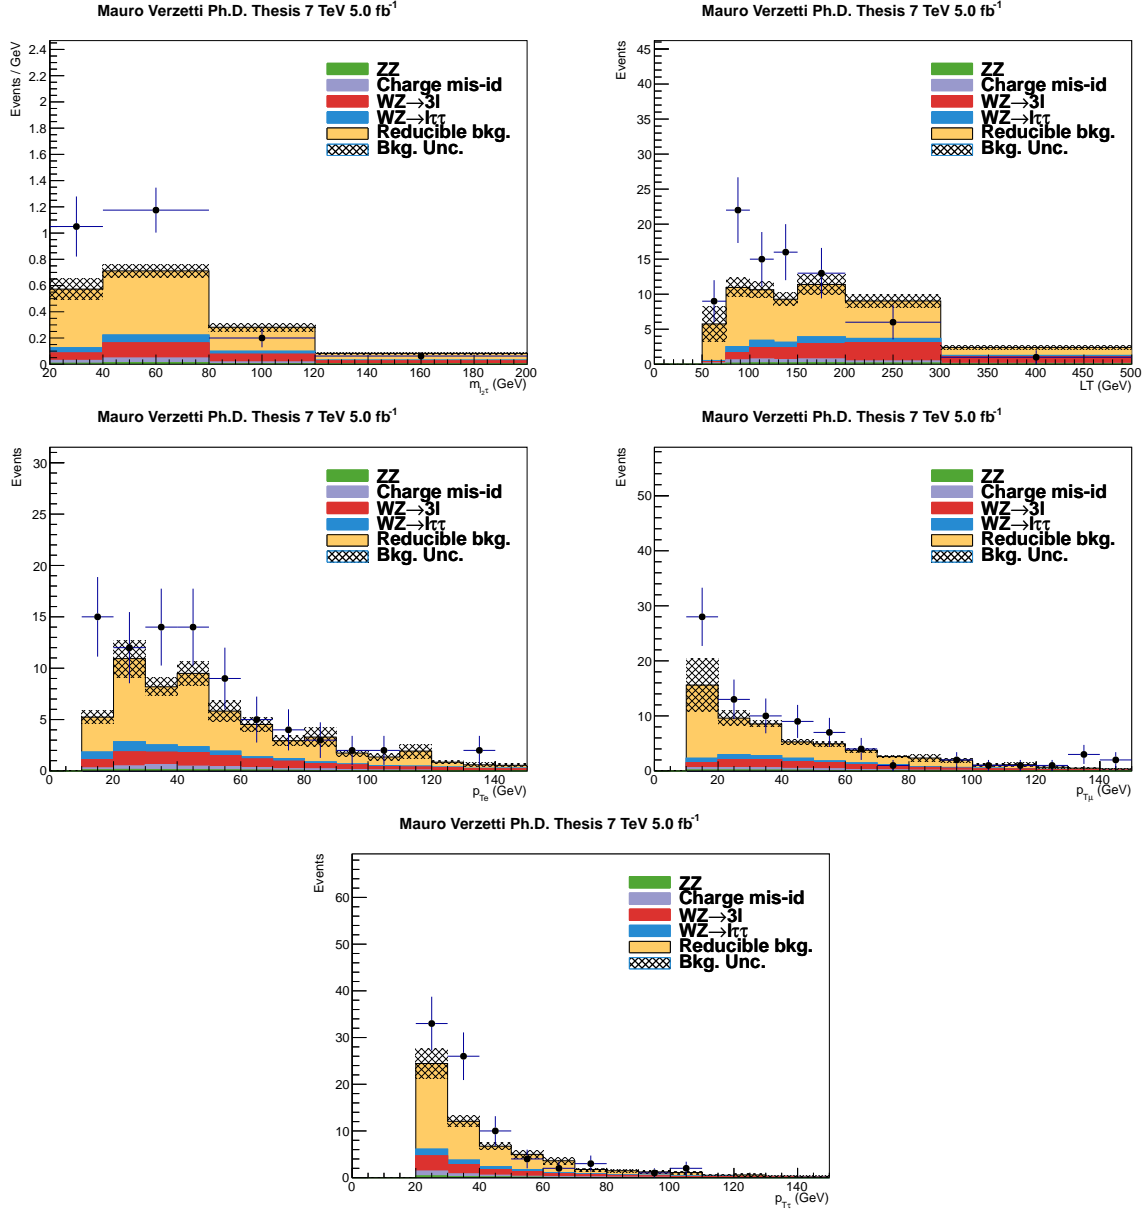 Mauro Verzetti Ph.D. Thesis 7 TeV 5.0 fb⁻¹
Events / GeV
2.4
2.2
2
1.8
1.6
1.4
1.2
1
0.8
0.6
0.4
0.2
0
20 40 60 80 100 120 140 160 180 200
m_{l₂τ} (GeV)
ZZ
Charge mis-id
WZ→3l
WZ→lττ
Reducible bkg.
Bkg. Unc.
Mauro Verzetti Ph.D. Thesis 7 TeV 5.0 fb⁻¹
Events
45
40
35
30
25
20
15
10
5
0
0 50 100 150 200 250 300 350 400 450 500
LT (GeV)
ZZ
Charge mis-id
WZ→3l
WZ→lττ
Reducible bkg.
Bkg. Unc.
Mauro Verzetti Ph.D. Thesis 7 TeV 5.0 fb⁻¹
Events
30
25
20
15
10
5
0
0 20 40 60 80 100 120 140
p_{Te} (GeV)
ZZ
Charge mis-id
WZ→3l
WZ→lττ
Reducible bkg.
Bkg. Unc.
Mauro Verzetti Ph.D. Thesis 7 TeV 5.0 fb⁻¹
Events
50
40
30
20
10
0
0 20 40 60 80 100 120 140
p_{Tμ} (GeV)
ZZ
Charge mis-id
WZ→3l
WZ→lττ
Reducible bkg.
Bkg. Unc.
Mauro Verzetti Ph.D. Thesis 7 TeV 5.0 fb⁻¹
Events
60
50
40
30
20
10
0
0 20 40 60 80 100 120 140
p_{Tτ} (GeV)
ZZ
Charge mis-id
WZ→3l
WZ→lττ
Reducible bkg.
Bkg. Unc.